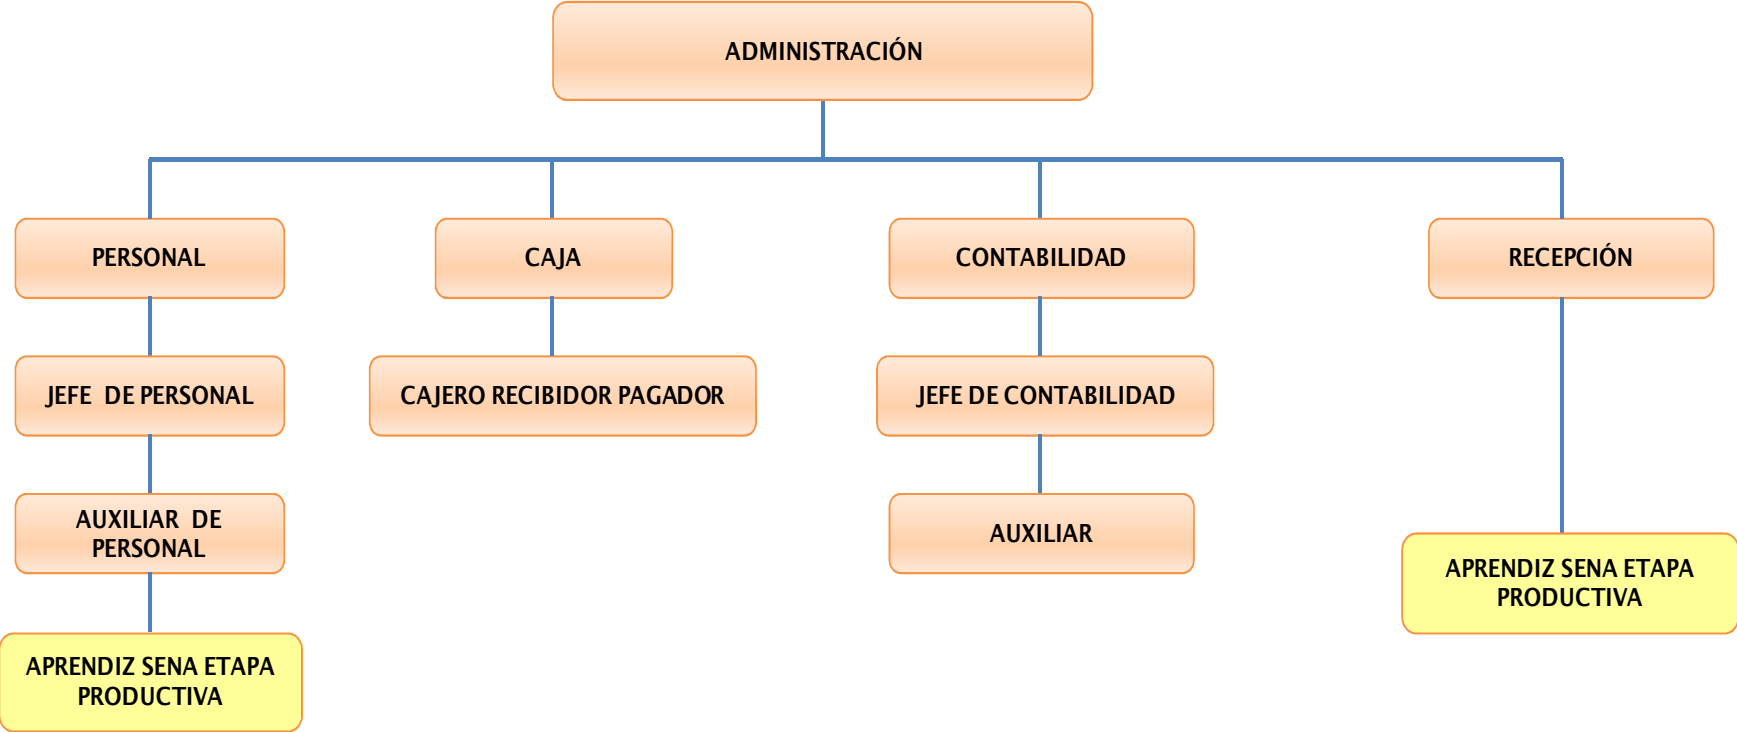 ADMINISTRACIÓN
PERSONAL
CAJA
CONTABILIDAD
RECEPCIÓN
JEFE DE PERSONAL
CAJERO RECIBIDOR PAGADOR
JEFE DE CONTABILIDAD
AUXILIAR DE
PERSONAL
AUXILIAR
APRENDIZ SENA ETAPA
PRODUCTIVA
APRENDIZ SENA ETAPA
PRODUCTIVA